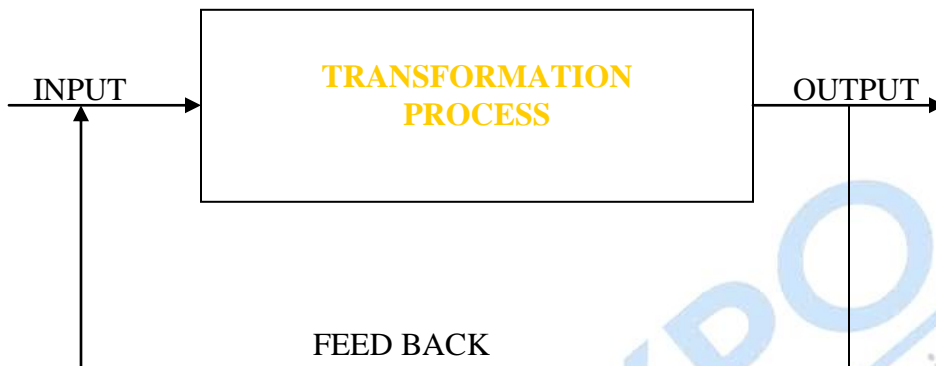 INPUT
TRANSFORMATION
PROCESS
OUTPUT
FEED BACK